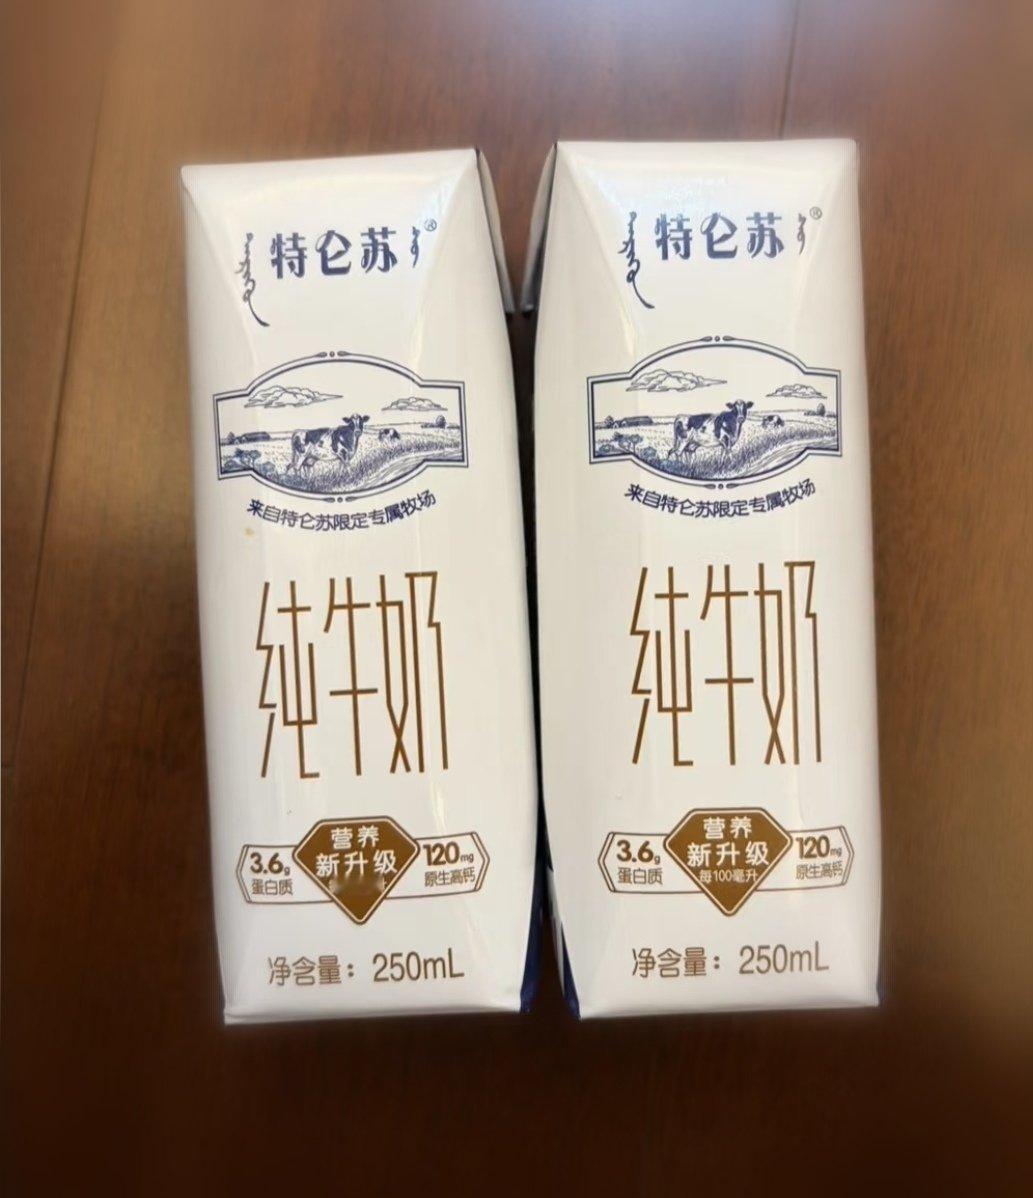 特仑苏®
来自特仑苏限定专属牧场
纯牛奶
营养
新升级
3.6g
蛋白质
120mg
原生高钙
净含量：250mL
特仑苏®
来自特仑苏限定专属牧场
纯牛奶
营养
新升级
每100毫升
3.6g
蛋白质
120mg
原生高钙
净含量：250mL